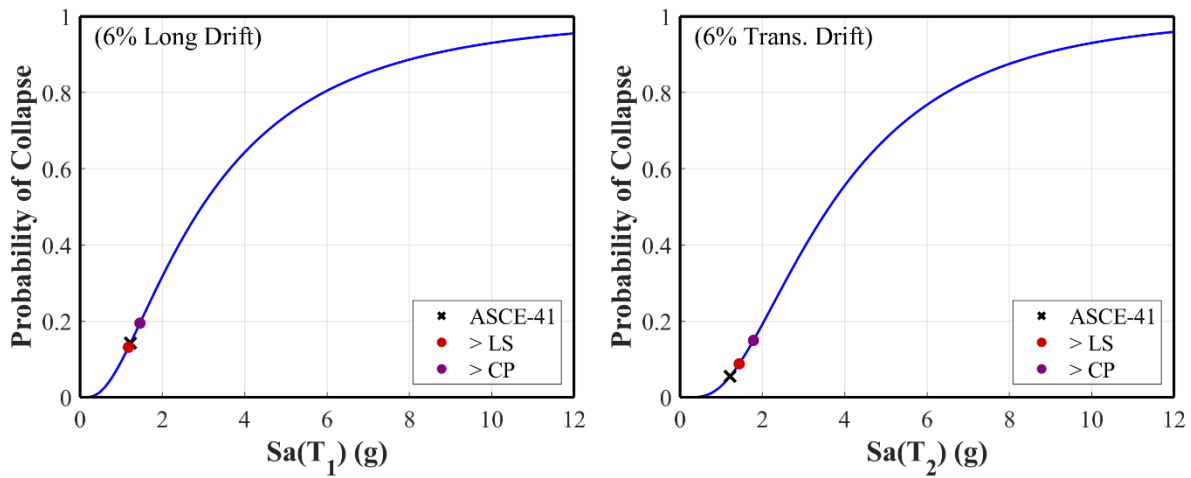 (6% Long Drift)
Probability of Collapse
1
0.8
0.6
0.4
0.2
0
0 2 4 6 8 10 12
Sa(T_1) (g)
ASCE-41
> LS
> CP
(6% Trans. Drift)
Probability of Collapse
1
0.8
0.6
0.4
0.2
0
0 2 4 6 8 10 12
Sa(T_2) (g)
ASCE-41
> LS
> CP